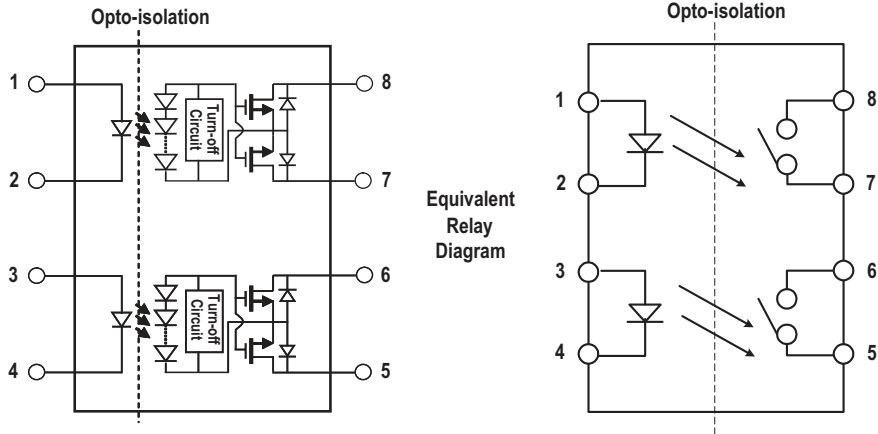 Opto-isolation
1
2
3
4
Turn-off
Circuit
Turn-off
Circuit
8
7
6
5
Equivalent
Relay
Diagram
Opto-isolation
1
2
3
4
8
7
6
5